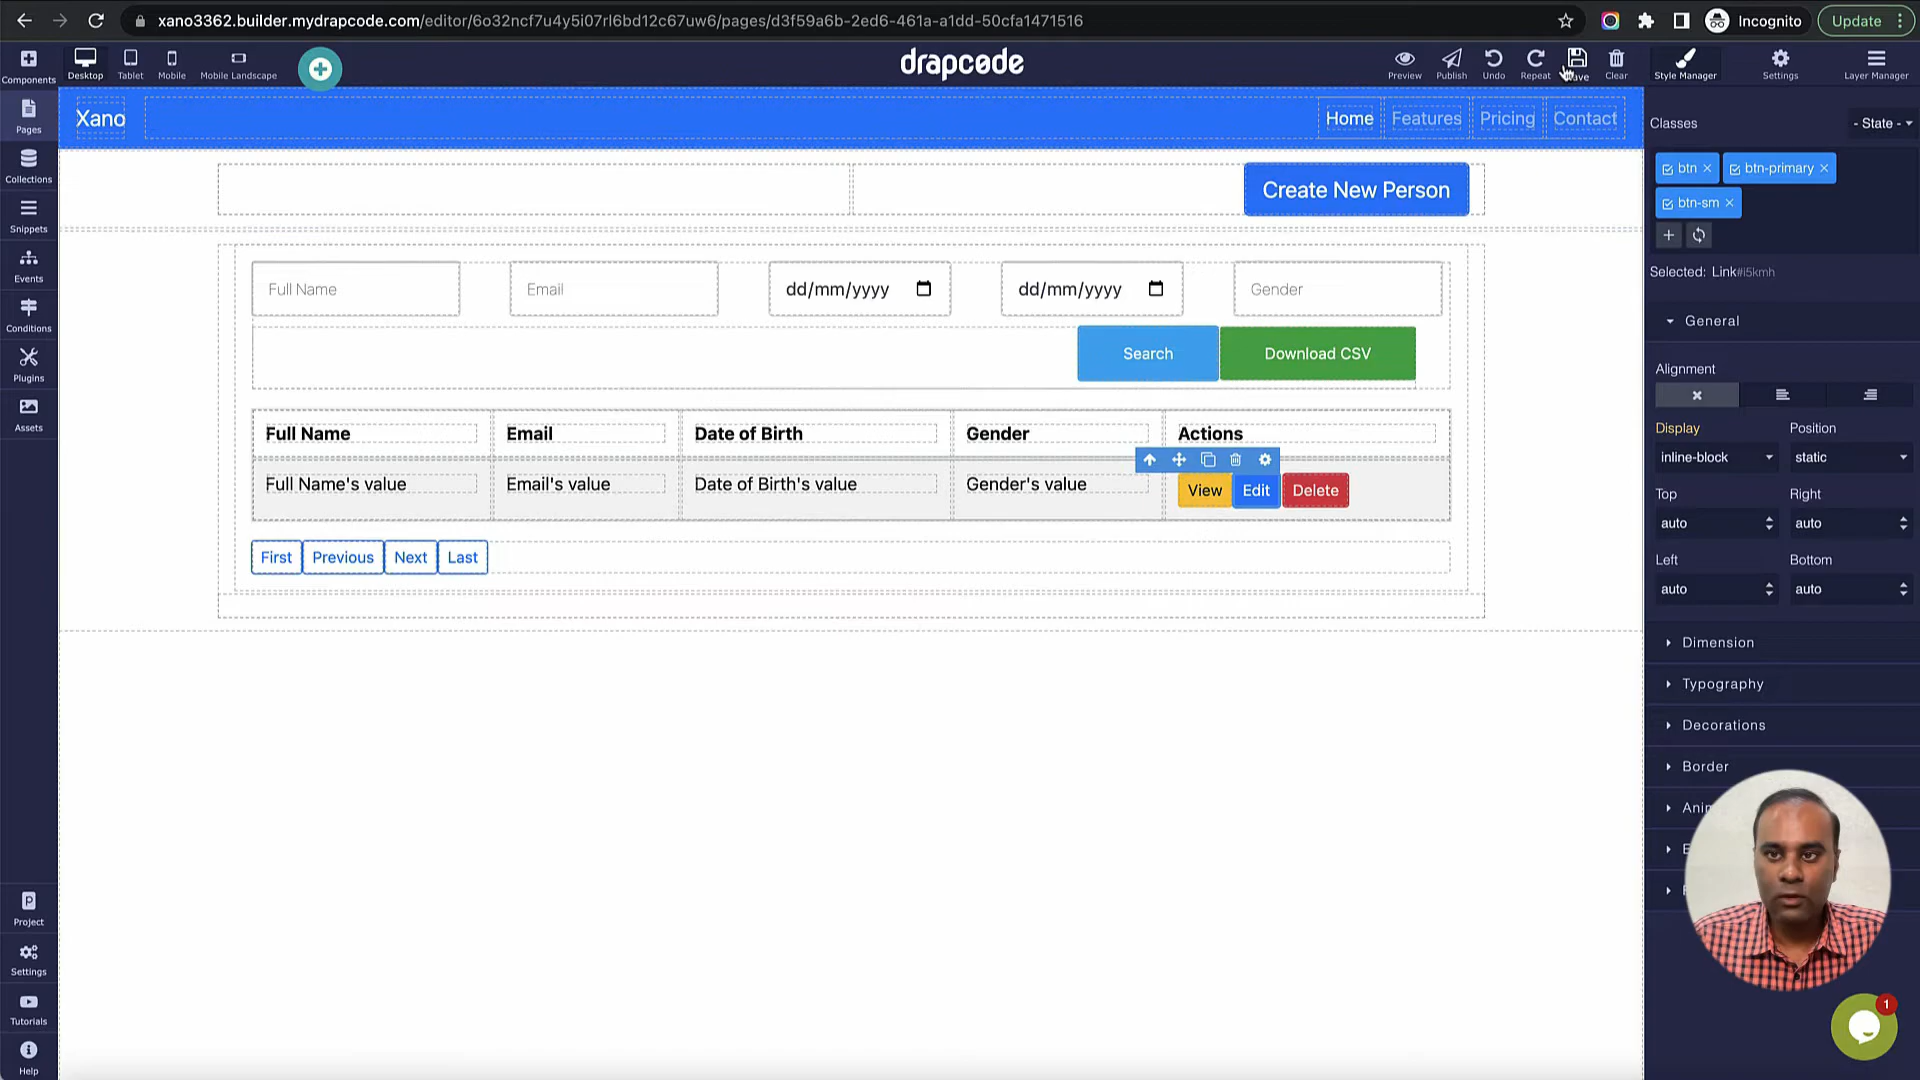 xano3362.builder.mydrapcode.com/editor/6o32ncf7u4y5i07rl6bd12c67uw6/pages/d3f59a6b-2ed6-461a-a1dd-50cfa1471516
Incognito
Update
Components
Desktop
Tablet
Mobile
Mobile Landscape
drapcode
Preview
Publish
Undo
Repeat
Clear
Style Manager
Settings
Layer Manager
Pages
Collections
Snippets
Events
Conditions
Plugins
Assets
Project
Settings
Tutorials
Help
Xano
Home
Features
Pricing
Contact
Create New Person
Full Name
Email
dd/mm/yyyy
dd/mm/yyyy
Gender
Search
Download CSV
Full Name
Email
Date of Birth
Gender
Actions
Full Name's value
Email's value
Date of Birth's value
Gender's value
View
Edit
Delete
First
Previous
Next
Last
Classes
- State -
btn
btn-primary
btn-sm
Selected: Link#i5kmh
General
Alignment
Display
Position
inline-block
static
Top
Right
auto
auto
Left
Bottom
auto
auto
Dimension
Typography
Decorations
Border
1